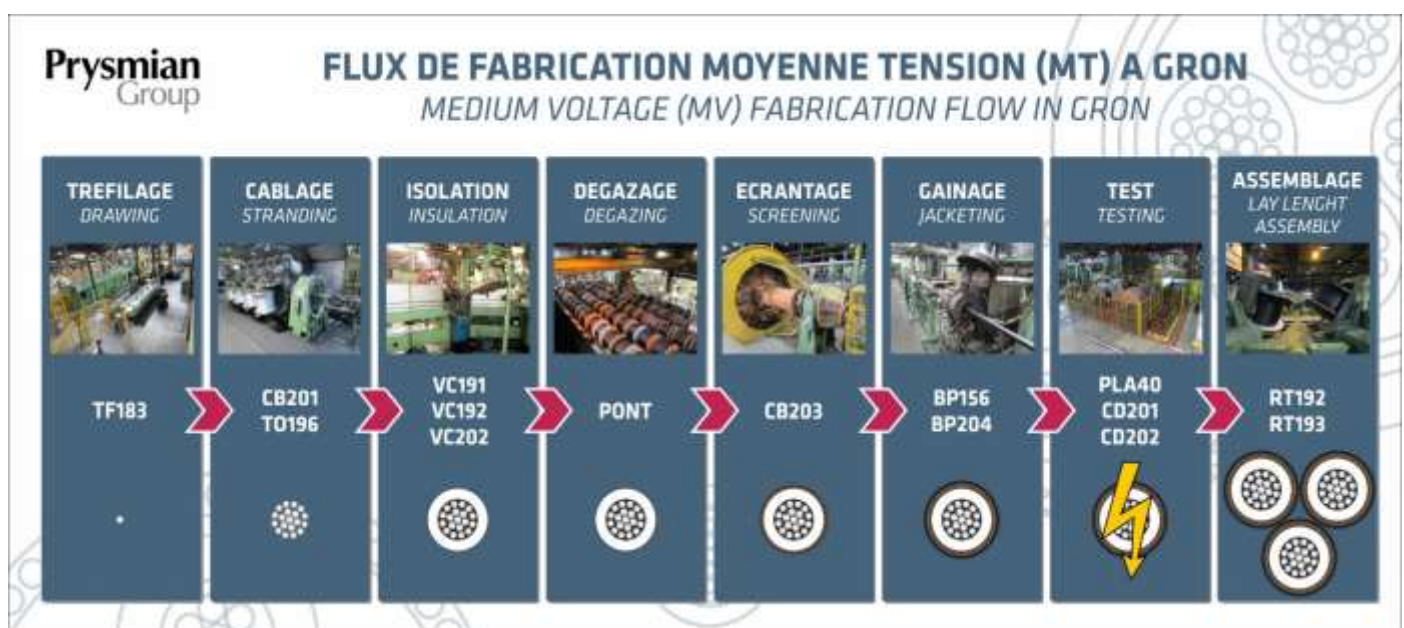 Prysmian
Group
FLUX DE FABRICATION MOYENNE TENSION (MT) A GRON
MEDIUM VOLTAGE (MV) FABRICATION FLOW IN GRON
TREFILAGE
DRAWING
TF183
CABLAGE
STRANDING
CB201
TO196
ISOLATION
INSULATION
VC191
VC192
VC202
DEGAZAGE
DEGAZING
PONT
ECRANTAGE
SCREENING
CB203
GAINAGE
JACKETING
BP156
BP204
TEST
TESTING
PLA40
CD201
CD202
ASSEMBLAGE
LAY LENGHT
ASSEMBLY
RT192
RT193